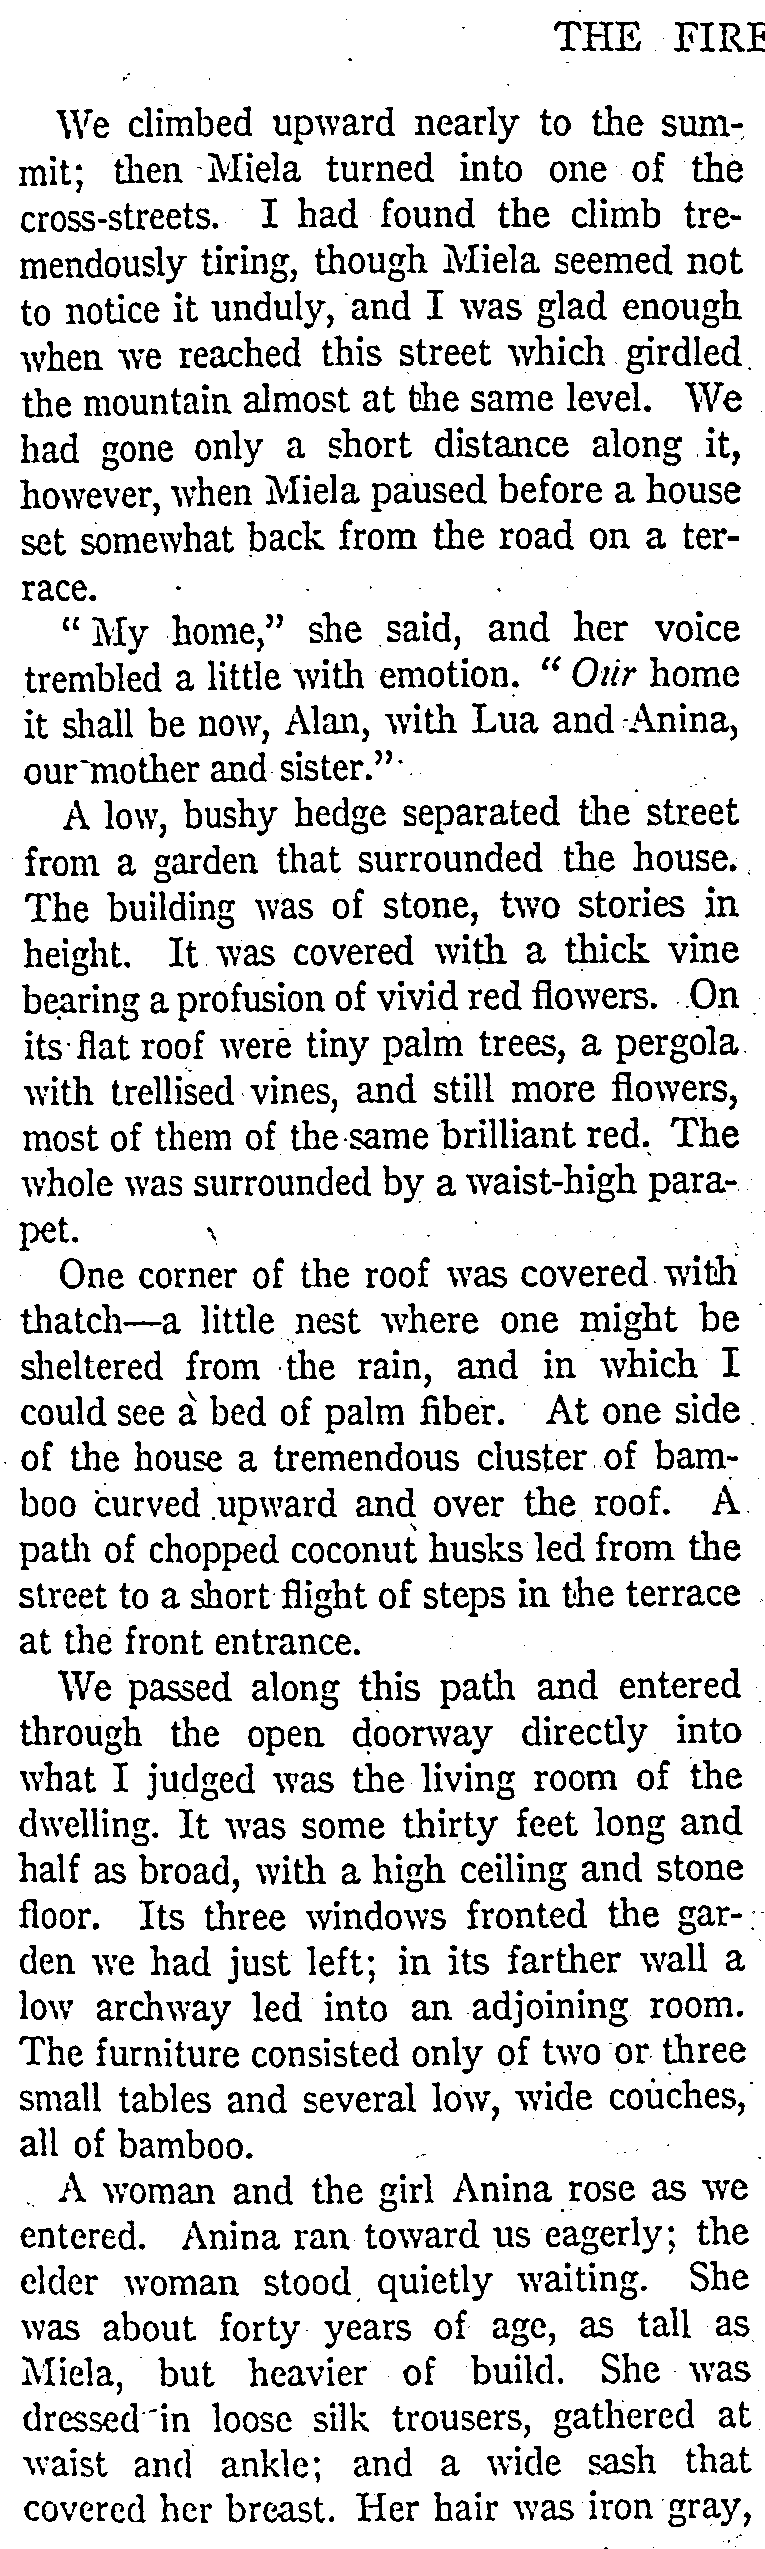 THE FIRE
We climbed upward nearly to the sum-
mit; then Miela turned into one of the
cross-streets. I had found the climb tre-
mendously tiring, though Miela seemed not
to notice it unduly, and I was glad enough
when we reached this street which girdled
the mountain almost at the same level. We
had gone only a short distance along it,
however, when Miela paused before a house
set somewhat back from the road on a ter-
race.
“ My home,” she said, and her voice
trembled a little with emotion. “ Our home
it shall be now, Alan, with Lua and Anina,
our mother and sister.”
A low, bushy hedge separated the street
from a garden that surrounded the house.
The building was of stone, two stories in
height. It was covered with a thick vine
bearing a profusion of vivid red flowers. On
its flat roof were tiny palm trees, a pergola
with trellised vines, and still more flowers,
most of them of the same brilliant red. The
whole was surrounded by a waist-high para-
pet.
One corner of the roof was covered with
thatch—a little nest where one might be
sheltered from the rain, and in which I
could see a bed of palm fiber. At one side
of the house a tremendous cluster of bam-
boo curved upward and over the roof. A
path of chopped coconut husks led from the
street to a short flight of steps in the terrace
at the front entrance.
We passed along this path and entered
through the open doorway directly into
what I judged was the living room of the
dwelling. It was some thirty feet long and
half as broad, with a high ceiling and stone
floor. Its three windows fronted the gar-
den we had just left; in its farther wall a
low archway led into an adjoining room.
The furniture consisted only of two or three
small tables and several low, wide couches,
all of bamboo.
A woman and the girl Anina rose as we
entered. Anina ran toward us eagerly; the
elder woman stood quietly waiting. She
was about forty years of age, as tall as
Miela, but heavier of build. She was
dressed in loose silk trousers, gathered at
waist and ankle; and a wide sash that
covered her breast. Her hair was iron gray,